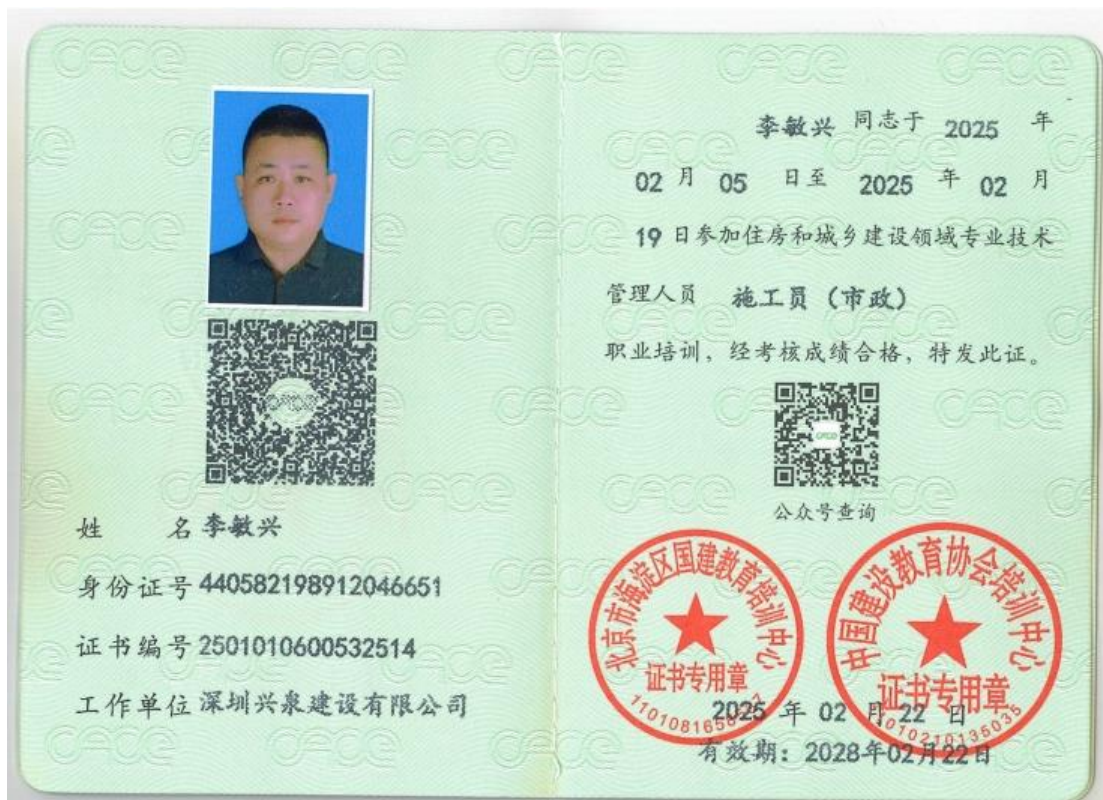 姓 名 李敏兴
身份证号 440582198912046651
证书编号 2501010600532514
工作单位 深圳兴泉建设有限公司
李敏兴 同志于 2025 年
02 月 05 日至 2025 年 02 月
19 日参加住房和城乡建设领域专业技术
管理人员 施工员（市政）
职业培训，经考核成绩合格，特发此证。
公众号查询
北京市海淀区国建教育培训中心
证书专用章
中国建设教育协会培训中心
证书专用章
2025 年 02 月 22 日
有效期：2028年02月22日